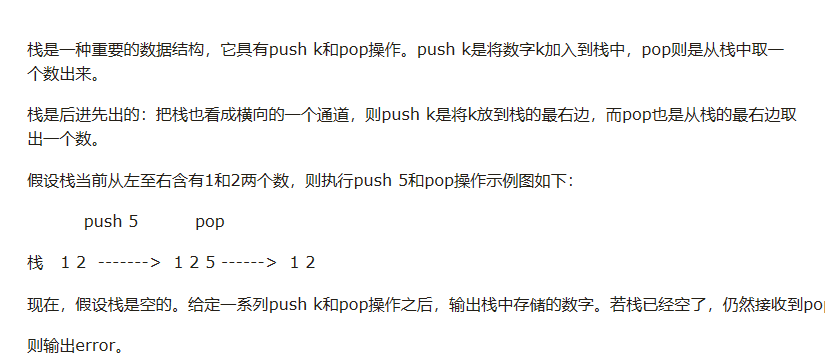 栈是一种重要的数据结构，它具有push k和pop操作。push k是将数字k加入到栈中，pop则是从栈中取一
个数出来。
栈是后进先出的：把栈也看成横向的一个通道，则push k是将k放到栈的最右边，而pop也是从栈的最右边取
出一个数。
假设栈当前从左至右含有1和2两个数，则执行push 5和pop操作示例图如下：
push 5 pop
栈 1 2 -------> 1 2 5 ------> 1 2
现在，假设栈是空的。给定一系列push k和pop操作之后，输出栈中存储的数字。若栈已经空了，仍然接收到pop
则输出error。